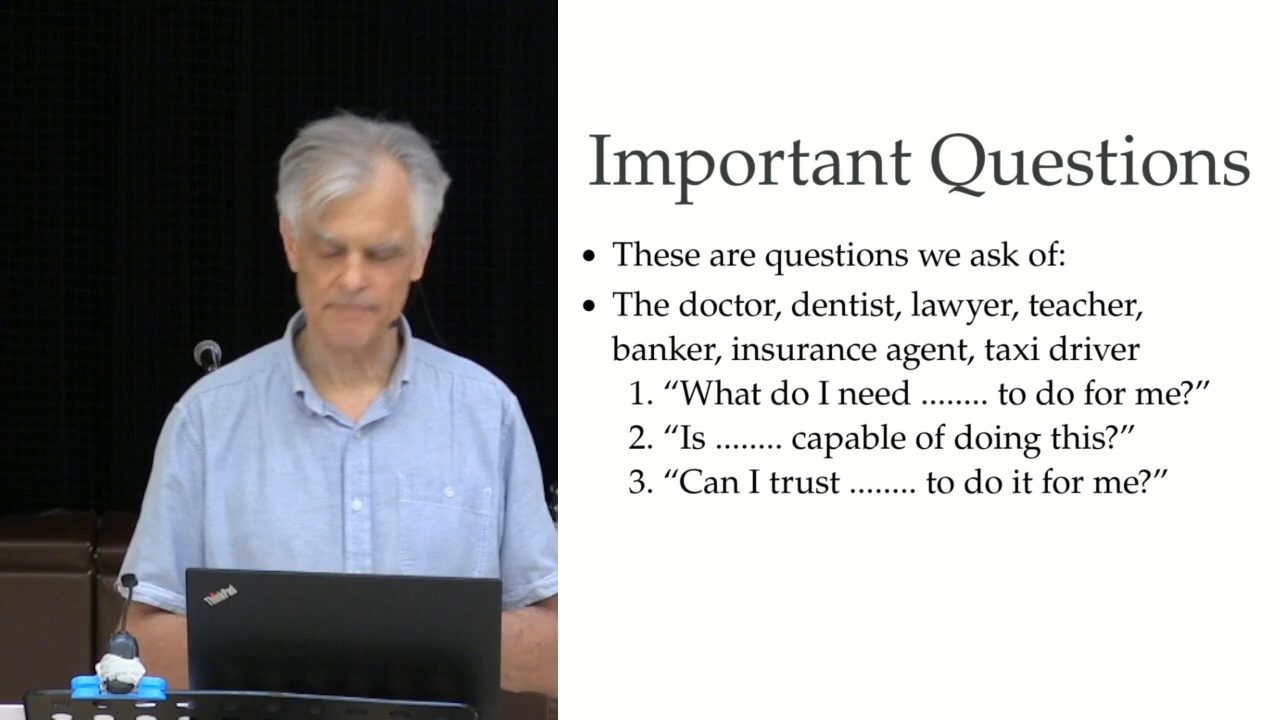 Important Questions
• These are questions we ask of:
• The doctor, dentist, lawyer, teacher,
banker, insurance agent, taxi driver
1. “What do I need ........ to do for me?”
2. “Is ........ capable of doing this?”
3. “Can I trust ........ to do it for me?”
ThinkPad